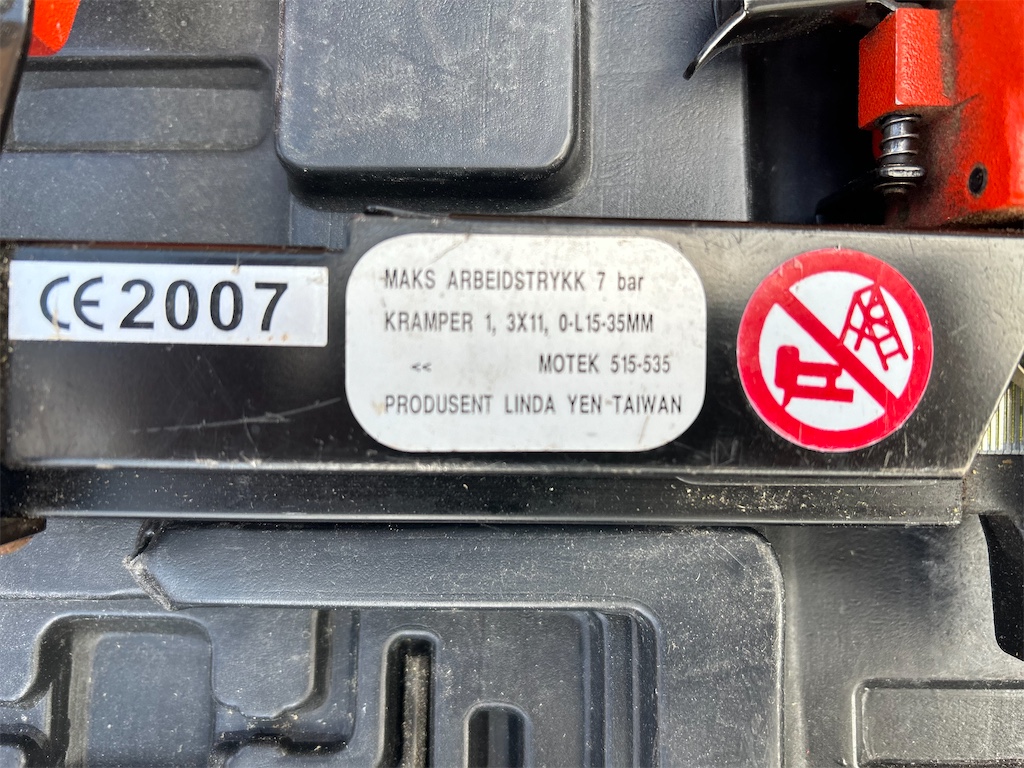 CE 2007
MAKS ARBEIDSTRYKK 7 bar
KRAMPER 1, 3X11, 0-L15-35MM
<< MOTEK 515-535
PRODUSENT LINDA YEN-TAIWAN